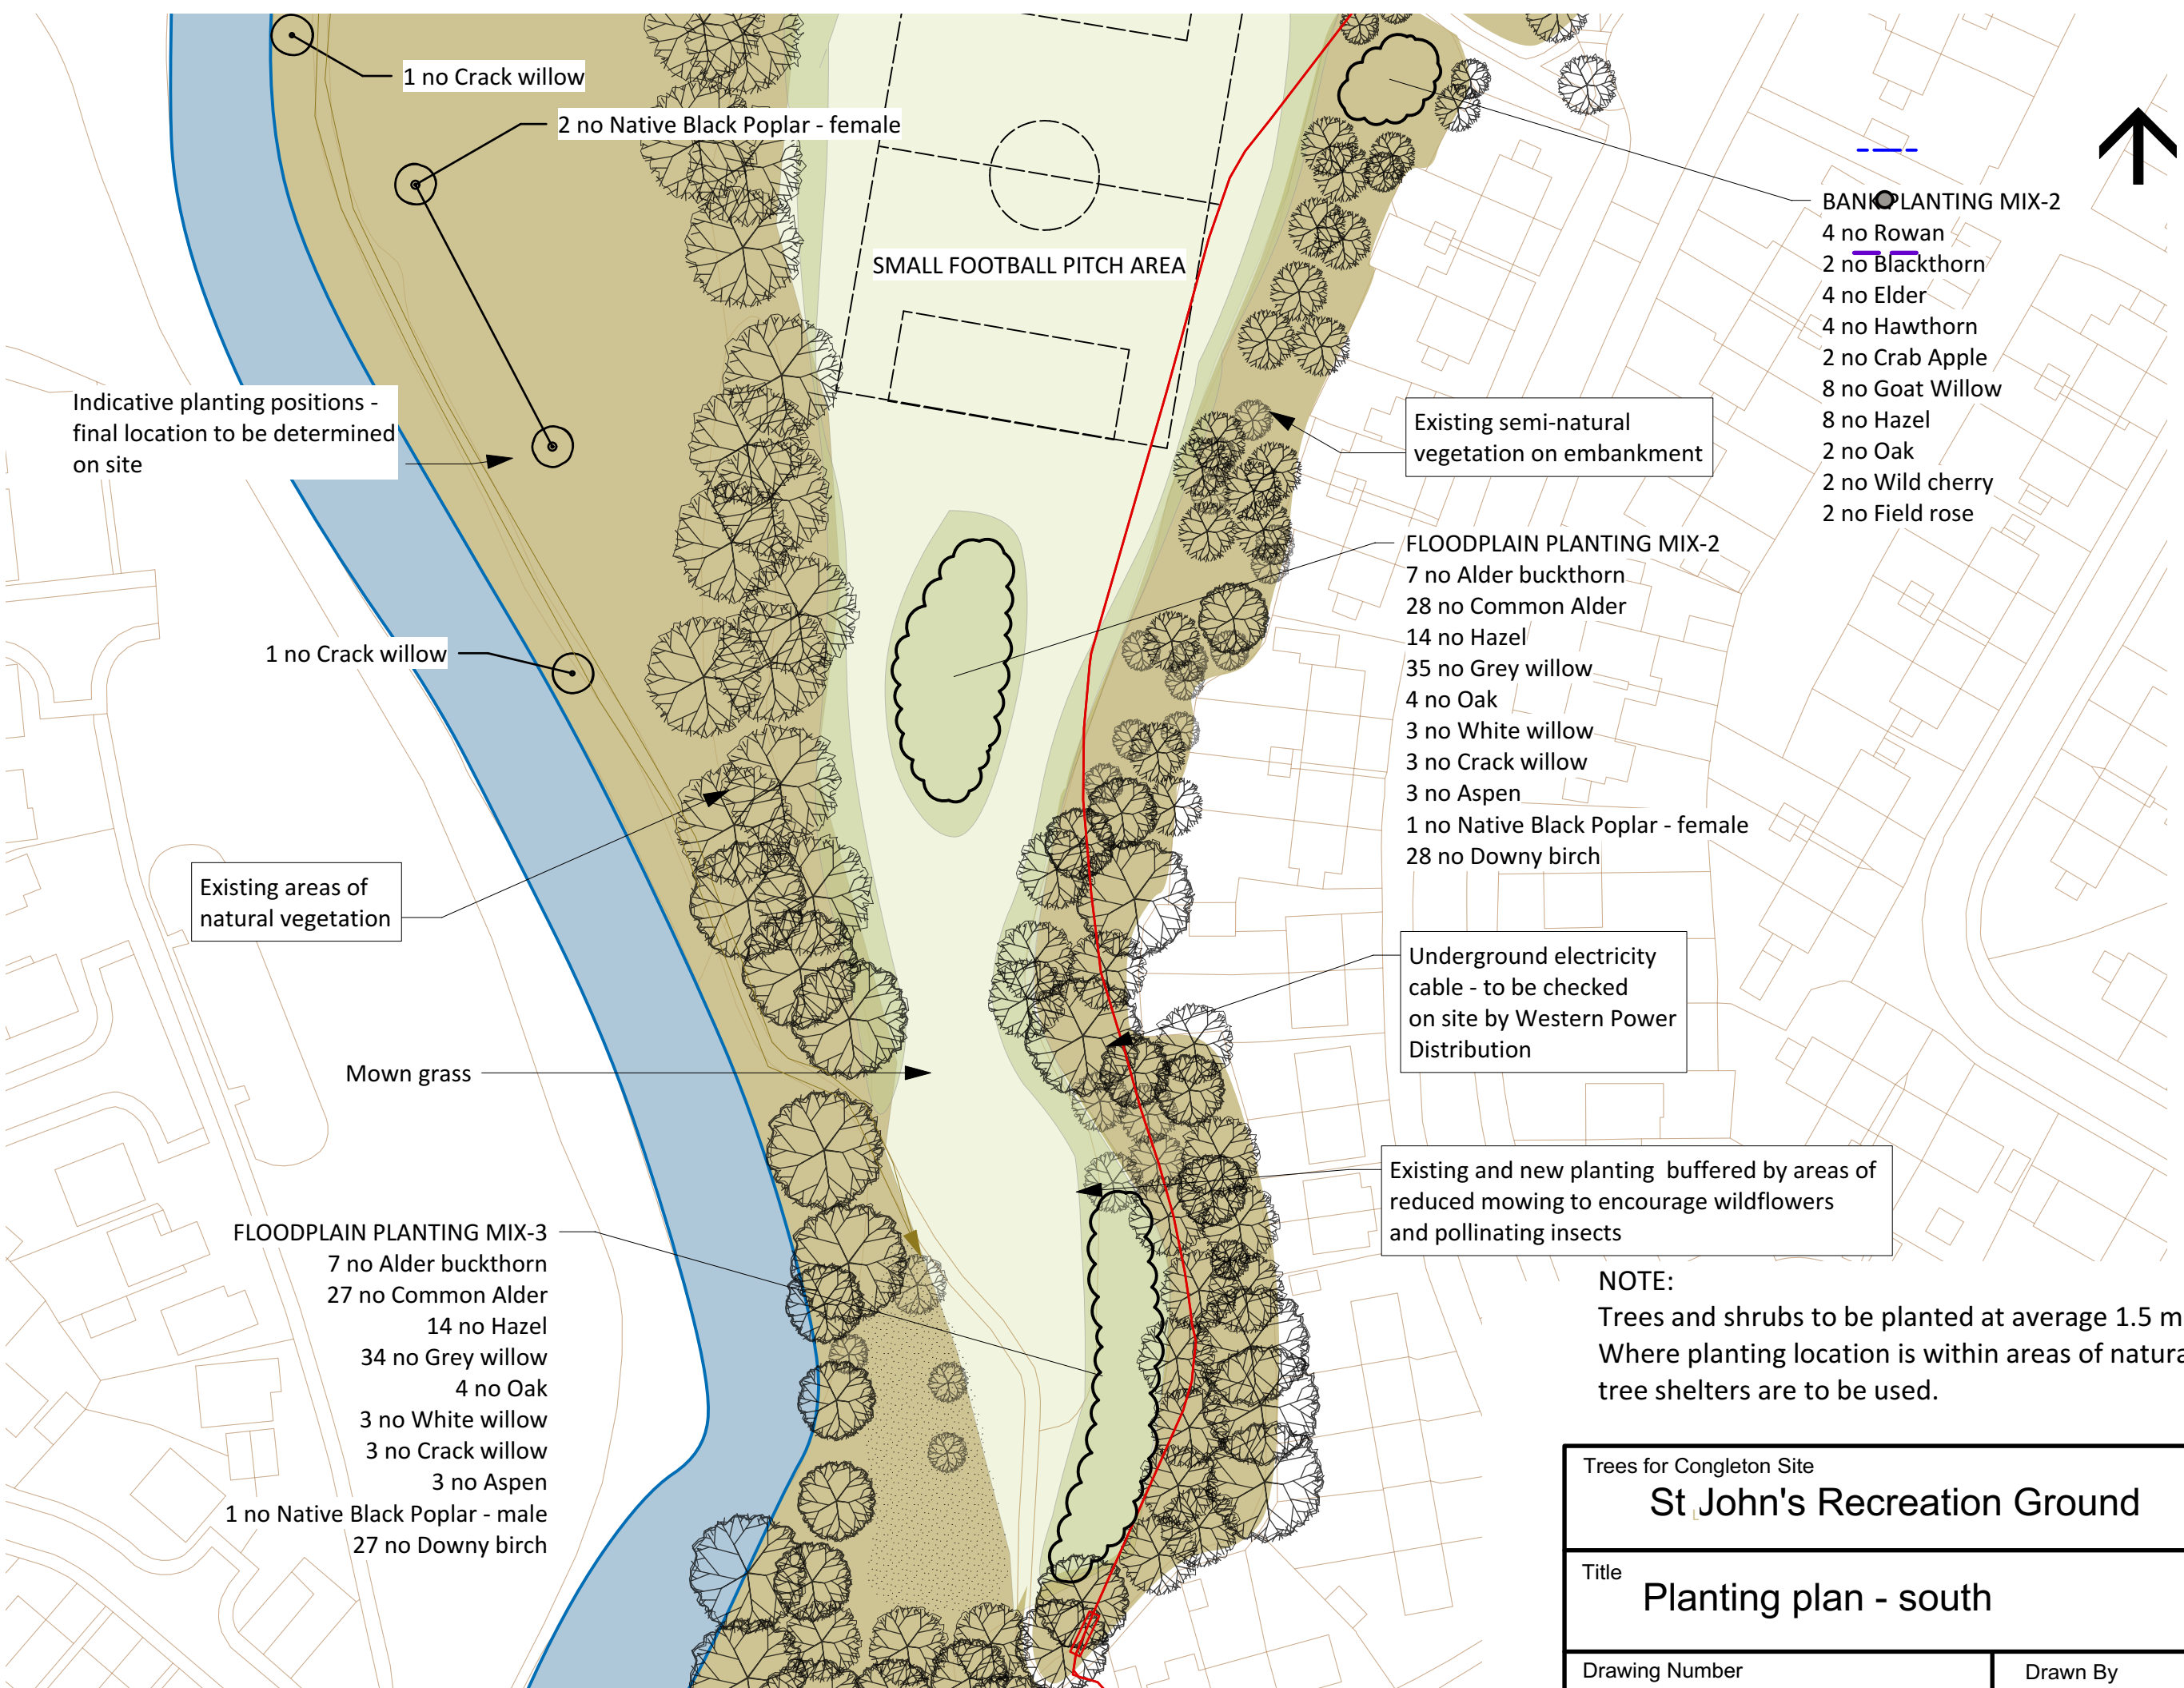 1 no Crack willow
2 no Native Black Poplar - female
SMALL FOOTBALL PITCH AREA
BANK PLANTING MIX-2
4 no Rowan
2 no Blackthorn
4 no Elder
4 no Hawthorn
2 no Crab Apple
8 no Goat Willow
8 no Hazel
2 no Oak
2 no Wild cherry
2 no Field rose
Indicative planting positions -
final location to be determined
on site
Existing semi-natural
vegetation on embankment
FLOODPLAIN PLANTING MIX-2
7 no Alder buckthorn
28 no Common Alder
14 no Hazel
35 no Grey willow
4 no Oak
3 no White willow
3 no Crack willow
3 no Aspen
1 no Native Black Poplar - female
28 no Downy birch
1 no Crack willow
Existing areas of
natural vegetation
Underground electricity
cable - to be checked
on site by Western Power
Distribution
Mown grass
Existing and new planting buffered by areas of
reduced mowing to encourage wildflowers
and pollinating insects
FLOODPLAIN PLANTING MIX-3
7 no Alder buckthorn
27 no Common Alder
14 no Hazel
34 no Grey willow
4 no Oak
3 no White willow
3 no Crack willow
3 no Aspen
1 no Native Black Poplar - male
27 no Downy birch
NOTE:
Trees and shrubs to be planted at average 1.5 m
Where planting location is within areas of natura
tree shelters are to be used.
Trees for Congleton Site
St John's Recreation Ground
Title
Planting plan - south
Drawing Number
Drawn By